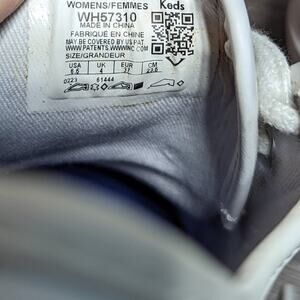 WOMENS/FEMMES Keds
WH57310
MADE IN CHINA
FABRIQUÉ EN CHINE
MAY BE COVERED BY US PAT.
WWW.PATENTS.WWWINC.COM
SIZE/GRANDEUR
USA UK EUR CM
6.5 4 37 23.5
0223 61444